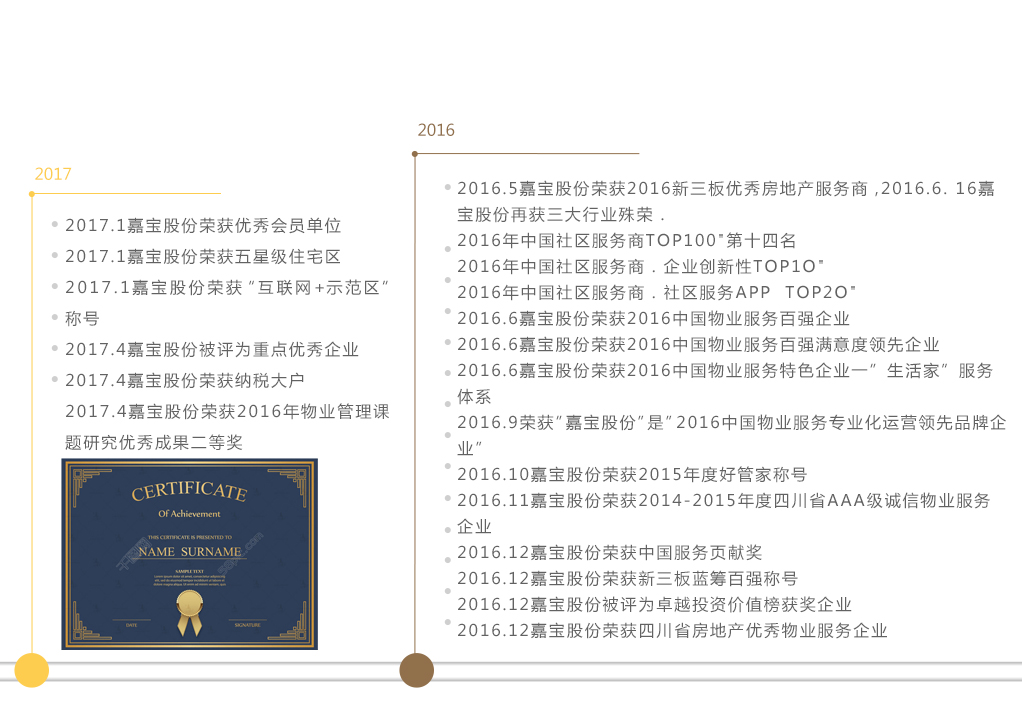 2017
2017.1嘉宝股份荣获优秀会员单位
2017.1嘉宝股份荣获五星级住宅区
2017.1嘉宝股份荣获“互联网+示范区”
称号
2017.4嘉宝股份被评为重点优秀企业
2017.4嘉宝股份荣获纳税大户
2017.4嘉宝股份荣获2016年物业管理课
题研究优秀成果二等奖
CERTIFICATE
Of Achievement
THIS CERTIFICATE IS PRESENTED TO
NAME SURNAME
SAMPLE TEXT
DATE
SIGNATURE
2016
2016.5嘉宝股份荣获2016新三板优秀房地产服务商,2016.6. 16嘉
宝股份再获三大行业殊荣.
2016年中国社区服务商TOP100"第十四名
2016年中国社区服务商.企业创新性TOP1O"
2016年中国社区服务商.社区服务APP TOP2O"
2016.6嘉宝股份荣获2016中国物业服务百强企业
2016.6嘉宝股份荣获2016中国物业服务百强满意度领先企业
2016.6嘉宝股份荣获2016中国物业服务特色企业一”生活家”服务
体系
2016.9荣获”嘉宝股份”是”2016中国物业服务专业化运营领先品牌企
业”
2016.10嘉宝股份荣获2015年度好管家称号
2016.11嘉宝股份荣获2014-2015年度四川省AAA级诚信物业服务
企业
2016.12嘉宝股份荣获中国服务贡献奖
2016.12嘉宝股份荣获新三板蓝筹百强称号
2016.12嘉宝股份被评为卓越投资价值榜获奖企业
2016.12嘉宝股份荣获四川省房地产优秀物业服务企业